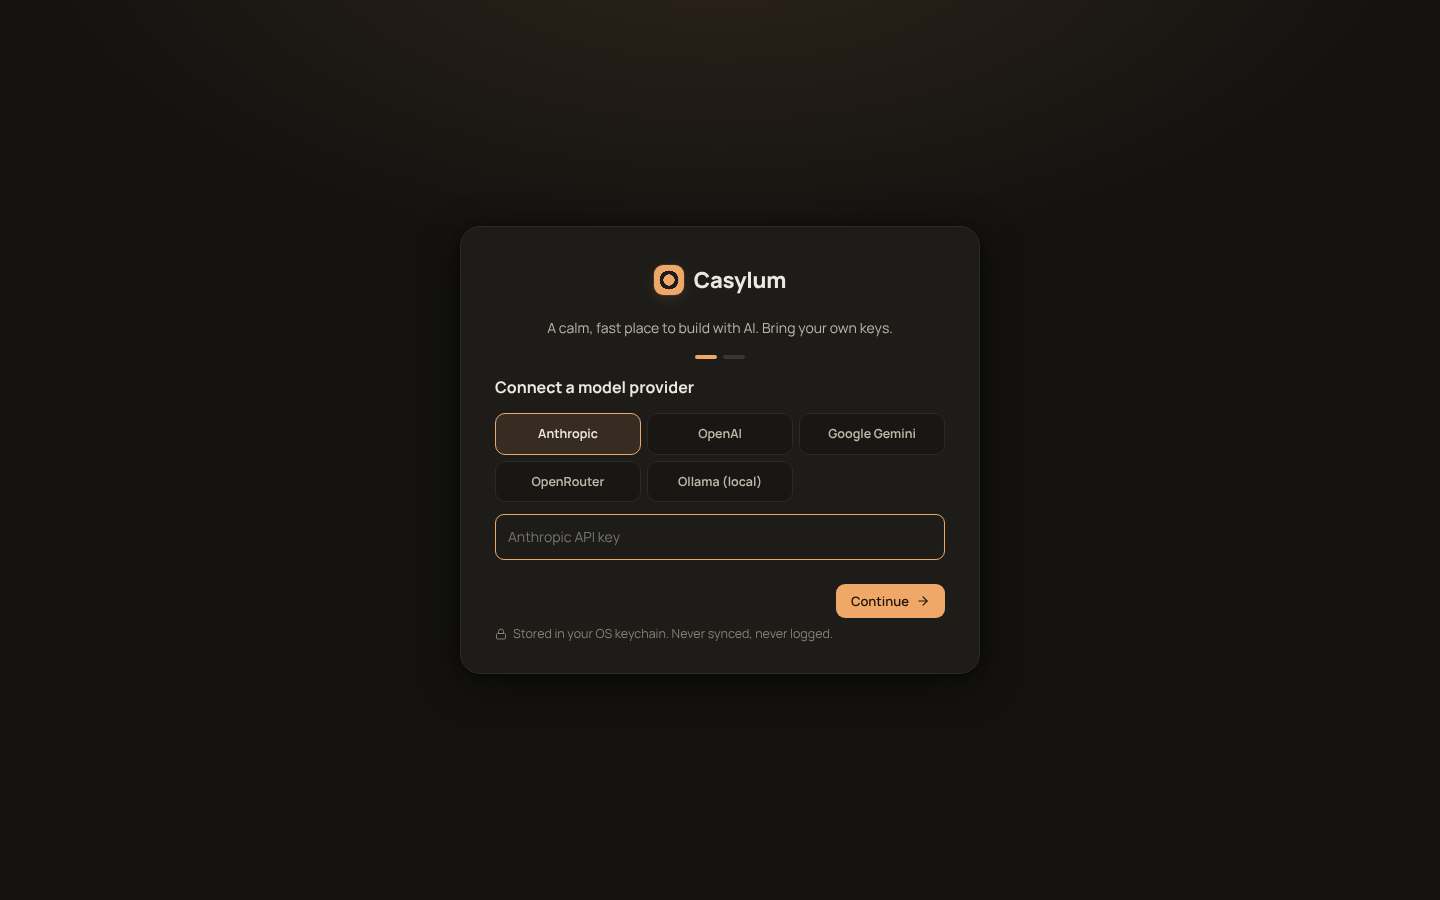 Casylum
A calm, fast place to build with AI. Bring your own keys.
Connect a model provider
Anthropic
OpenAI
Google Gemini
OpenRouter
Ollama (local)
Anthropic API key
Continue
Stored in your OS keychain. Never synced, never logged.